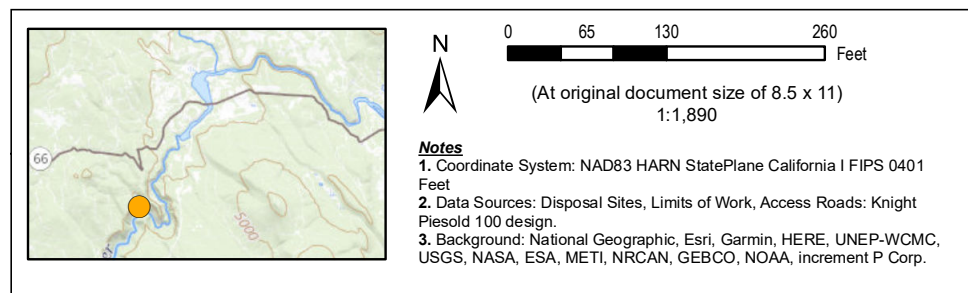 N
0 65 130 260
Feet
(At original document size of 8.5 x 11)
1:1,890
66
5000
Notes
1. Coordinate System: NAD83 HARN StatePlane California I FIPS 0401
Feet
2. Data Sources: Disposal Sites, Limits of Work, Access Roads: Knight
Piesold 100 design.
3. Background: National Geographic, Esri, Garmin, HERE, UNEP-WCMC,
USGS, NASA, ESA, METI, NRCAN, GEBCO, NOAA, increment P Corp.